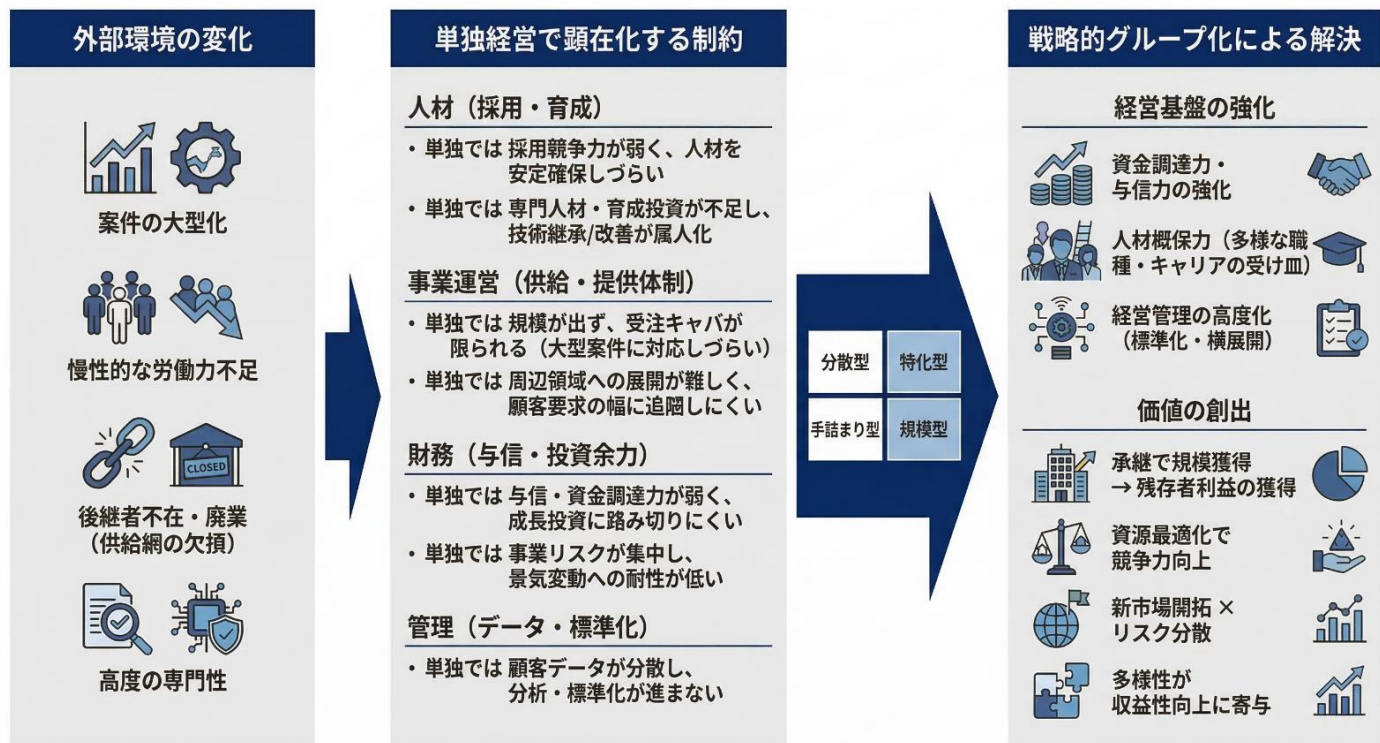 外部環境の変化
案件の大型化
慢性的な労働力不足
CLOSED
後継者不在・廃業
(供給網の欠損)
高度の専門性
単独経営で顕在化する制約
人材(採用・育成)
・単独では 採用競争力が弱く、人材を
安定確保しづらい
・単独では 専門人材・育成投資が不足し、
技術継承/改善が属人化
事業運営(供給・提供体制)
・単独では 規模が出ず、受注キャバが
限られる(大型案件に対応しづらい)
・単独では 周辺領域への展開が難しく、
顧客要求の幅に追しにくい
財務(与信・投資余力)
・単独では 与信・資金調達力が弱く、
成長投資に踏み切りにくい
・単独では 事業リスクが集中し、
景気変動への耐性が低い
管理(データ・標準化)
・単独では 顧客データが分散し、
分析・標準化が進まない
分散型
特化型
手詰まり型
規模型
戦略的グループ化による解決
経営基盤の強化
資金調達力・
与信力の強化
人材概保力(多様な職
種・キャリアの受け皿)
経営管理の高度化
(標準化・横展開)
価値の創出
承継で規模獲得
→ 残存者利益の獲得
資源最適化で
競争力向上
新市場開拓 ×
リスク分散
多様性が
収益性向上に寄与